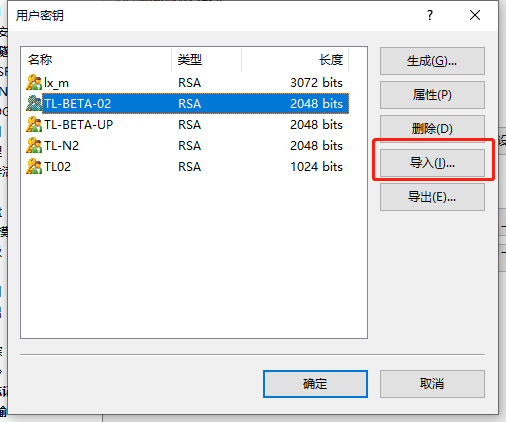 用户密钥
?
名称 类型 长度
lx_m RSA 3072 bits
TL-BETA-02 RSA 2048 bits
TL-BETA-UP RSA 2048 bits
TL-N2 RSA 2048 bits
TL02 RSA 1024 bits
生成(G)...
属性(P)
删除(D)
导入(I)...
导出(E)...
确定
取消